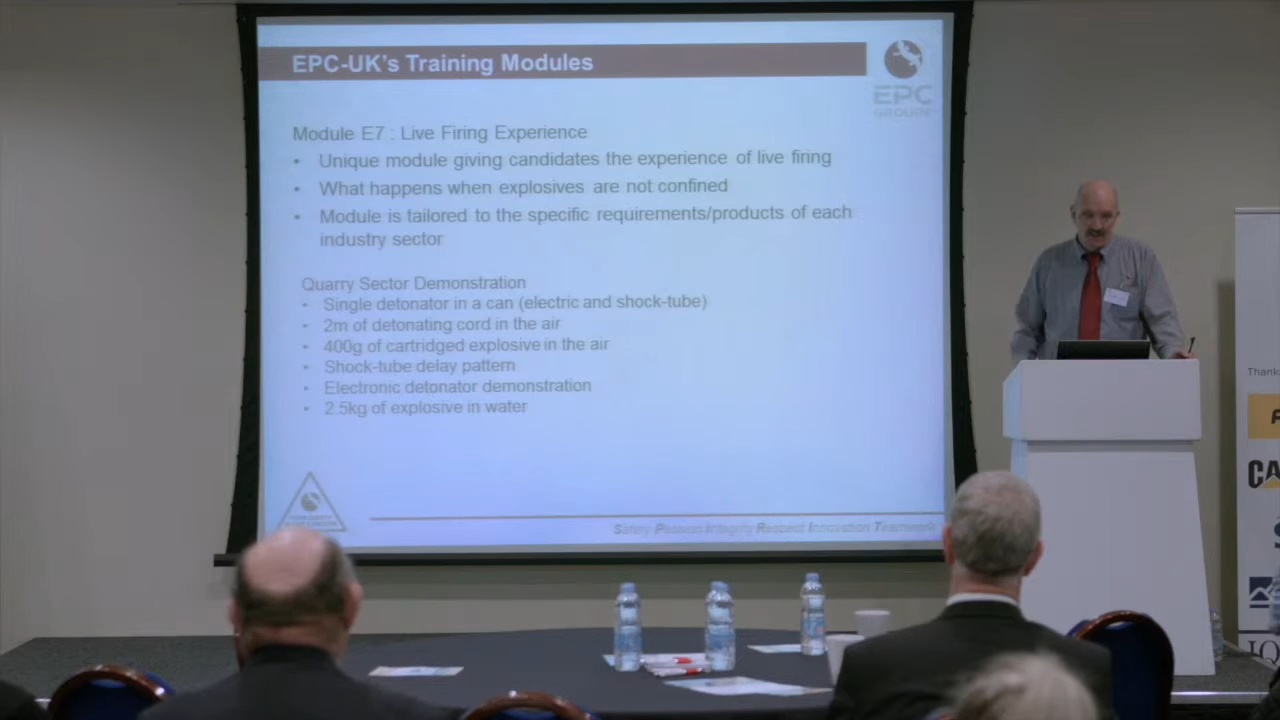 EPC-UK's Training Modules
EPC
GROUPE
Module E7 : Live Firing Experience
• Unique module giving candidates the experience of live firing
• What happens when explosives are not confined
• Module is tailored to the specific requirements/products of each
industry sector
Quarry Sector Demonstration
• Single detonator in a can (electric and shock-tube)
• 2m of detonating cord in the air
• 400g of cartridged explosive in the air
• Shock-tube delay pattern
• Electronic detonator demonstration
• 2.5kg of explosive in water
Safety Passion Integrity Respect Innovation Teamwork
Thank
CA
IQ